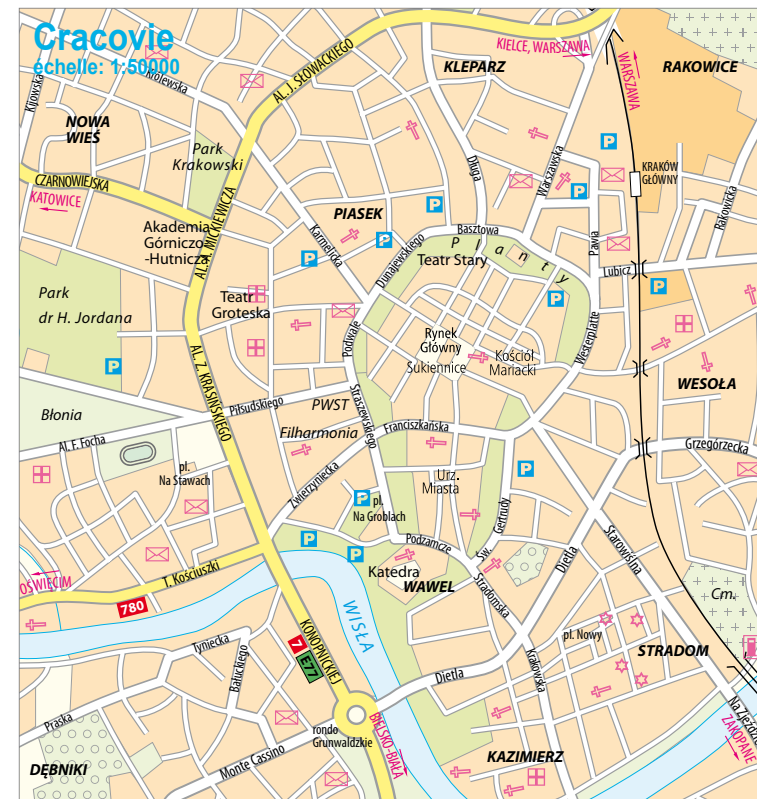 Cracovie
échelle: 1:50000
KIELCE, WARSZAWA
WARSZAWA
KLEPARZ
RAKOWICE
AL. J. SŁOWACKIEGO
Kijowska
Królewska
NOWA
WIEŚ
Park
Krakowski
Długa
Warszawska
KRAKÓW
GŁÓWNY
CZARNOWIEJSKA
KATOWICE
AL. A. MICKIEWICZA
PIASEK
Rakowicka
Akademia
Górniczo
-Hutnicza
Karmelicka
Dunajewskiego
Basztowa
Planty
Teatr Stary
Pawia
Lubicz
Park
dr H. Jordana
Teatr
Groteska
Podwale
Rynek
Główny
Sukiennice
Kościół
Mariacki
Westerplatte
AL. Z. KRASIŃSKIEGO
WESOŁA
Błonia
Piłsudskiego
PWST
Straszewskiego
Filharmonia
Franciszkańska
Al. F. Focha
Grzegórzecka
pl.
Na Stawach
Zwierzyniecka
Urz.
Miasta
pl.
Na Groblach
Św. Gertrudy
Podzamcze
Starowiślna
Dietla
OŚWIĘCIM
T. Kościuszki
780
Katedra
WAWEL
Stradomska
Cm.
WISŁA
KONOPNICKIEJ
7
E77
Tyniecka
Bałuckiego
pl. Nowy
STRADOM
Krakowska
Dietla
Praska
Na Zjeździe
ZAKOPANE
rondo
Grunwaldzkie
BIELSKO-BIAŁA
Monte Cassino
DĘBNIKI
KAZIMIERZ
P
P
P
P
P
P
P
P
P
P
P
P